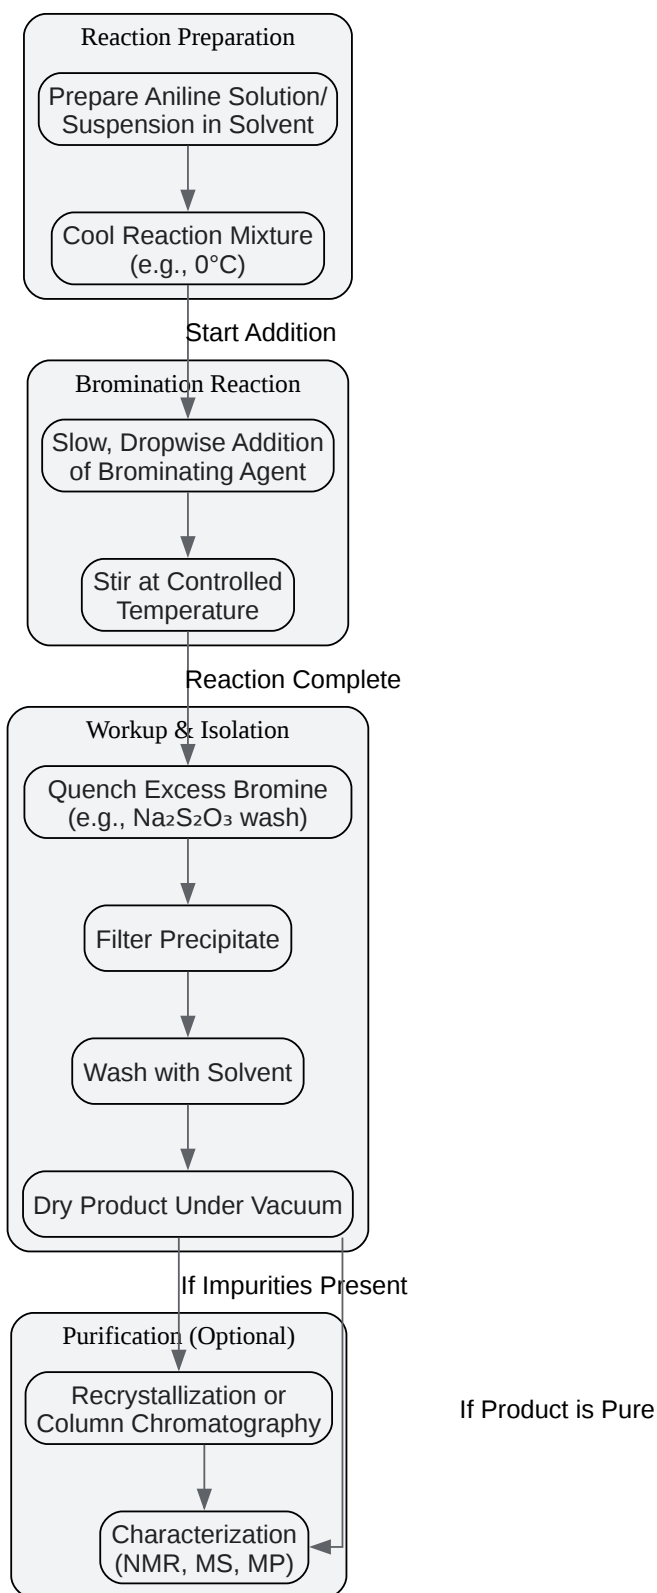 Reaction Preparation
Prepare Aniline Solution/
Suspension in Solvent
Cool Reaction Mixture
(e.g., 0°C)
Start Addition
Bromination Reaction
Slow, Dropwise Addition
of Brominating Agent
Stir at Controlled
Temperature
Reaction Complete
Workup & Isolation
Quench Excess Bromine
(e.g., Na₂S₂O₃ wash)
Filter Precipitate
Wash with Solvent
Dry Product Under Vacuum
If Impurities Present
Purification (Optional)
Recrystallization or
Column Chromatography
If Product is Pure
Characterization
(NMR, MS, MP)